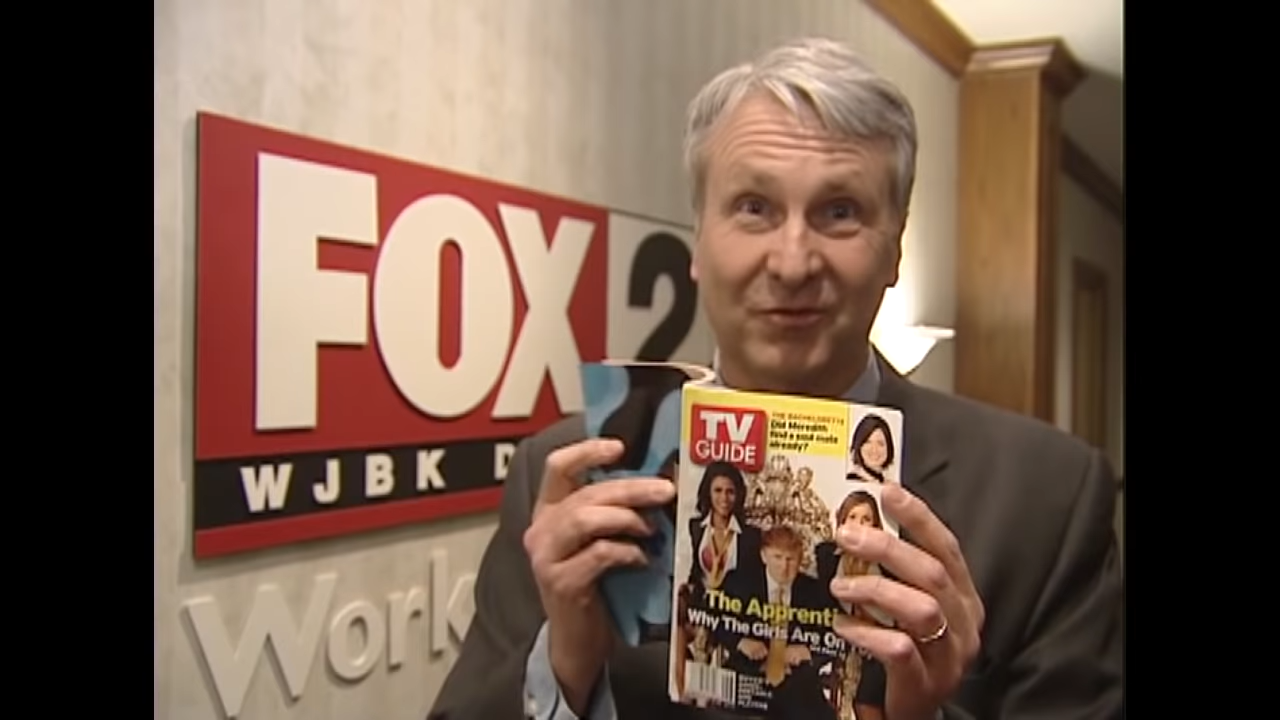 FOX 2
WJBK D
Work
TV
GUIDE
THE BACHELORETTE
Did Meredith
find a soul mate
already?
The Apprenti
Why The Girls Are On